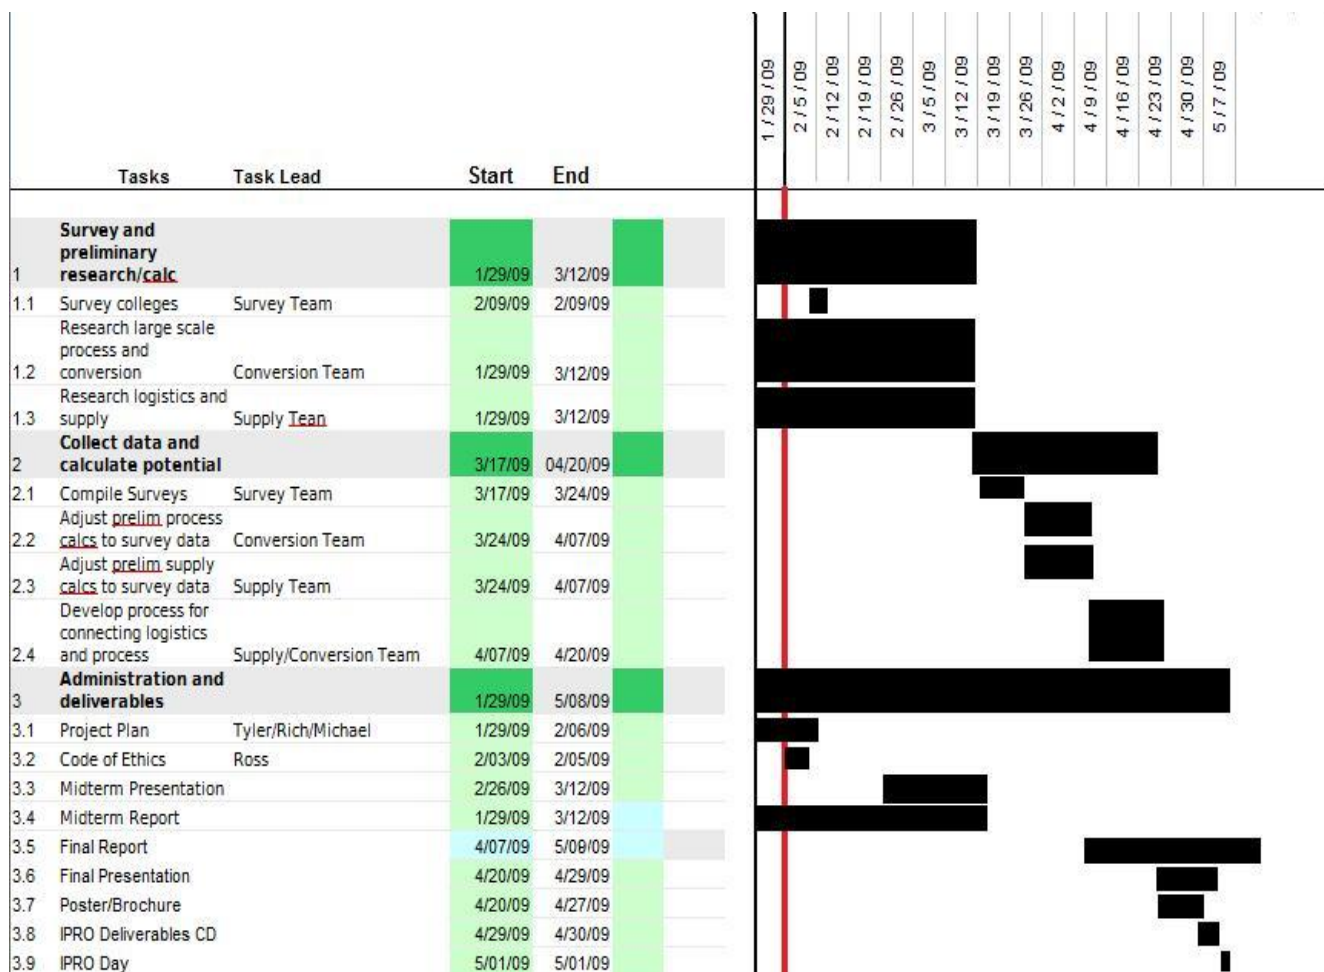 1 / 29 / 09
2 / 5 / 09
2 / 12 / 09
2 / 19 / 09
2 / 26 / 09
3 / 5 / 09
3 / 12 / 09
3 / 19 / 09
3 / 26 / 09
4 / 2 / 09
4 / 9 / 09
4 / 16 / 09
4 / 23 / 09
4 / 30 / 09
5 / 7 / 09
Tasks Task Lead Start End
Survey and
preliminary
1 research/calc 1/29/09 3/12/09
1.1 Survey colleges Survey Team 2/09/09 2/09/09
Research large scale
process and
1.2 conversion Conversion Team 1/29/09 3/12/09
Research logistics and
1.3 supply Supply Tean 1/29/09 3/12/09
Collect data and
2 calculate potential 3/17/09 04/20/09
2.1 Compile Surveys Survey Team 3/17/09 3/24/09
Adjust prelim process
2.2 calcs to survey data Conversion Team 3/24/09 4/07/09
Adjust prelim supply
2.3 calcs to survey data Supply Team 3/24/09 4/07/09
Develop process for
connecting logistics
2.4 and process Supply/Conversion Team 4/07/09 4/20/09
Administration and
3 deliverables 1/29/09 5/08/09
3.1 Project Plan Tyler/Rich/Michael 1/29/09 2/06/09
3.2 Code of Ethics Ross 2/03/09 2/05/09
3.3 Midterm Presentation 2/26/09 3/12/09
3.4 Midterm Report 1/29/09 3/12/09
3.5 Final Report 4/07/09 5/09/09
3.6 Final Presentation 4/20/09 4/29/09
3.7 Poster/Brochure 4/20/09 4/27/09
3.8 IPRO Deliverables CD 4/29/09 4/30/09
3.9 IPRO Day 5/01/09 5/01/09